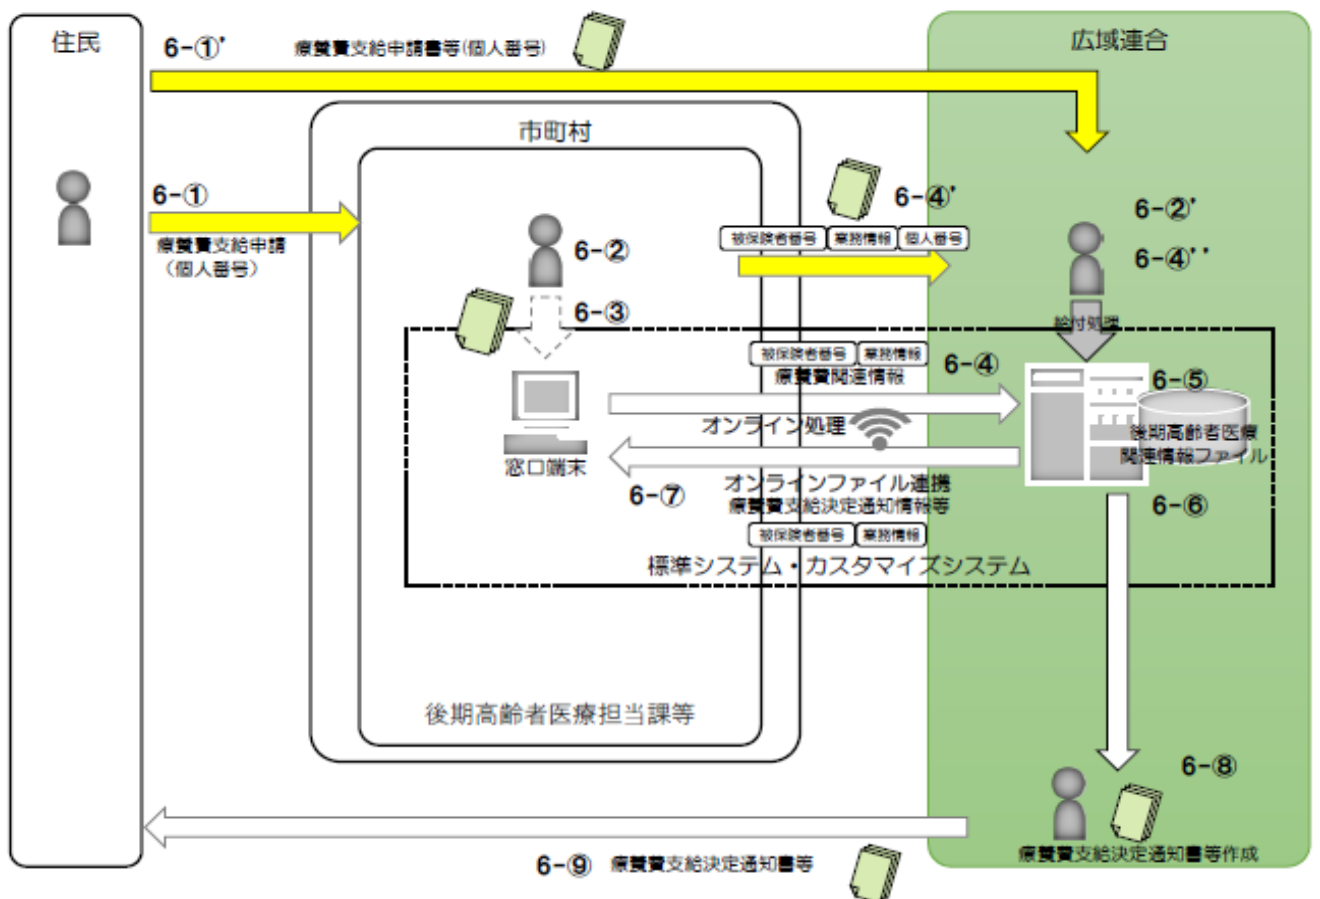 住民
6-①'
療養費支給申請書等(個人番号)
広域連合
市町村
6-①
療養費支給申請
（個人番号）
6-②
6-③
6-④'
被保険者番号 業務情報 個人番号
6-②'
6-④''
給付処理
被保険者番号 業務情報
療養費関連情報
6-④
オンライン処理
窓口端末
6-⑤
後期高齢者医療
関連情報ファイル
6-⑥
6-⑦
オンラインファイル連携
療養費支給決定通知情報等
被保険者番号 業務情報
標準システム・カスタマイズシステム
後期高齢者医療担当課等
6-⑧
療養費支給決定通知書等作成
6-⑨ 療養費支給決定通知書等